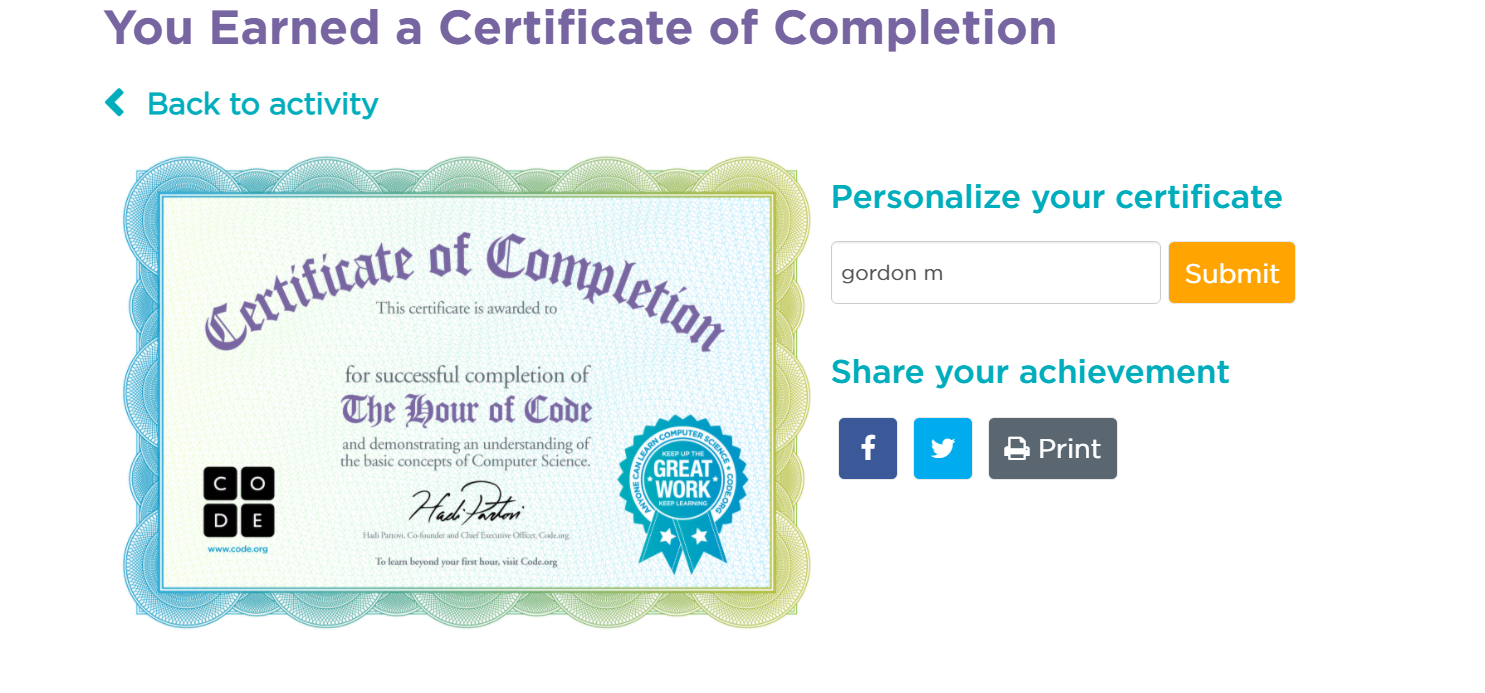 You Earned a Certificate of Completion
Back to activity
Certificate of Completion
This certificate is awarded to
for successful completion of
The Hour of Code
and demonstrating an understanding of
the basic concepts of Computer Science.
Hadi Partovi
Hadi Partovi, Co-founder and Chief Executive Officer, Code.org
To learn beyond your first hour, visit Code.org
C O
D E
www.code.org
ANYONE CAN LEARN COMPUTER SCIENCE • CODE.ORG
KEEP UP THE
GREAT
WORK
KEEP LEARNING
Personalize your certificate
gordon m
Submit
Share your achievement
f
Print